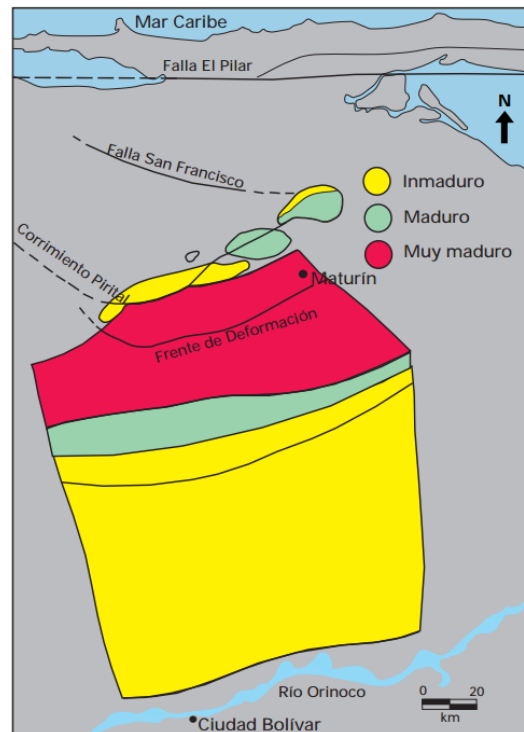 Mar Caribe
Falla El Pilar
N
Falla San Francisco
Inmaduro
Maduro
Muy maduro
Corrimiento Pirital
Maturín
Frente de Deformación
Río Orinoco
0 20
km
Ciudad Bolívar